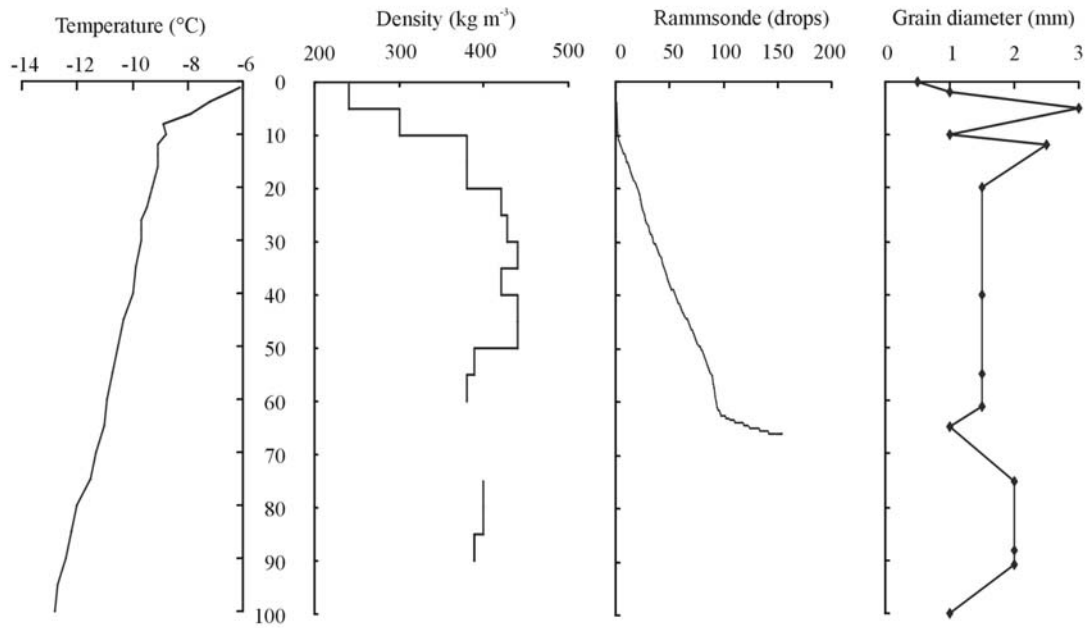 Temperature (°C)
-14 -12 -10 -8 -6
Density (kg m⁻³)
200 300 400 500
Rammsonde (drops)
0 50 100 150 200
Grain diameter (mm)
1 2 3
0
10
20
30
40
50
60
70
80
90
100